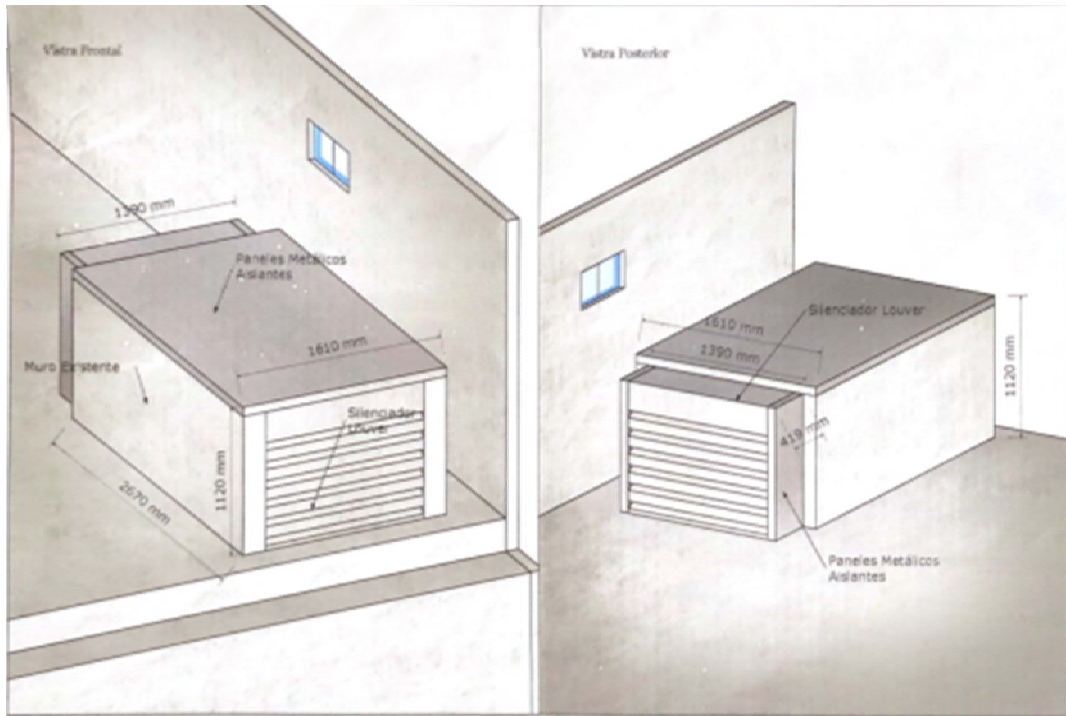 Vistra Frontal
1390 mm
Paneles Metálicos
Aislantes
1610 mm
Muro Existente
Silenciador
Louver
1120 mm
2670 mm
Vistra Posterior
Silenciador Louver
1610 mm
1390 mm
1120 mm
419 mm
Paneles Metálicos
Aislantes